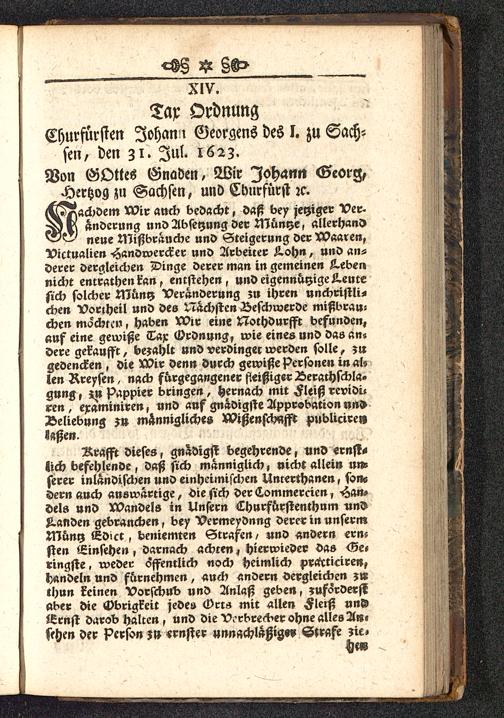 XIV.
Tax Ordnung
Churfürsten Johann Georgens des I. zu Sach-
sen, den 31. Jul. 1623.
Von GOttes Gnaden, Wir Johann Georg,
Hertzog zu Sachsen, und Churfürst ꝛc.
Nachdem Wir auch bedacht, daß bey jetziger Ver-
änderung und Absetzung der Müntze, allerhand
neue Mißbräuche und Steigerung der Waaren,
Victualien Handwercker und Arbeiter Lohn, und an-
derer dergleichen Dinge derer man in gemeinen Leben
nicht entrathen kan, entstehen, und eigennützige Leute
sich solcher Müntz Veränderung zu ihren unchristli-
chen Vortheil und des Nächsten Beschwerde mißbrau-
chen möchten, haben Wir eine Nothdurfft befunden,
auf eine gewiße Tax Ordnung, wie eines und das an-
dere gekaufft, bezahlt und verdinget werden solle, zu
gedencken, die Wir denn durch gewiße Personen in al-
len Kreysen, nach fürgegangener fleißiger Berathschla-
gung, zu Pappier bringen, hernach mit Fleiß revidi-
ren, examiniren, und auf gnädigste Approbation und
Beliebung zu männigliches Wißenschafft publiciren
laßen.
Krafft dieses, gnädigst begehrende, und ernst-
lich befehlende, daß sich männiglich, nicht allein un-
serer inländischen und einheimischen Unterthanen, son-
dern auch auswärtige, die sich der Commercien, Han-
dels und Wandels in Unsern Churfürstenthum und
Landen gebrauchen, bey Vermeydnng derer in unserm
Müntz Edict, beniemten Strafen, und andern ern-
sten Einsehen, darnach achten, hierwieder das Ge-
ringste, weder öffentlich noch heimlich practiciren,
handeln und fürnehmen, auch andern dergleichen zu
thun keinen Vorschub und Anlaß geben, zuförderst
aber die Obrigkeit jedes Orts mit allen Fleiß und
Ernst darob halten, und die Verbrecher ohne alles An-
sehen der Person zu ernster unnachläßiger Strafe zie-
hen